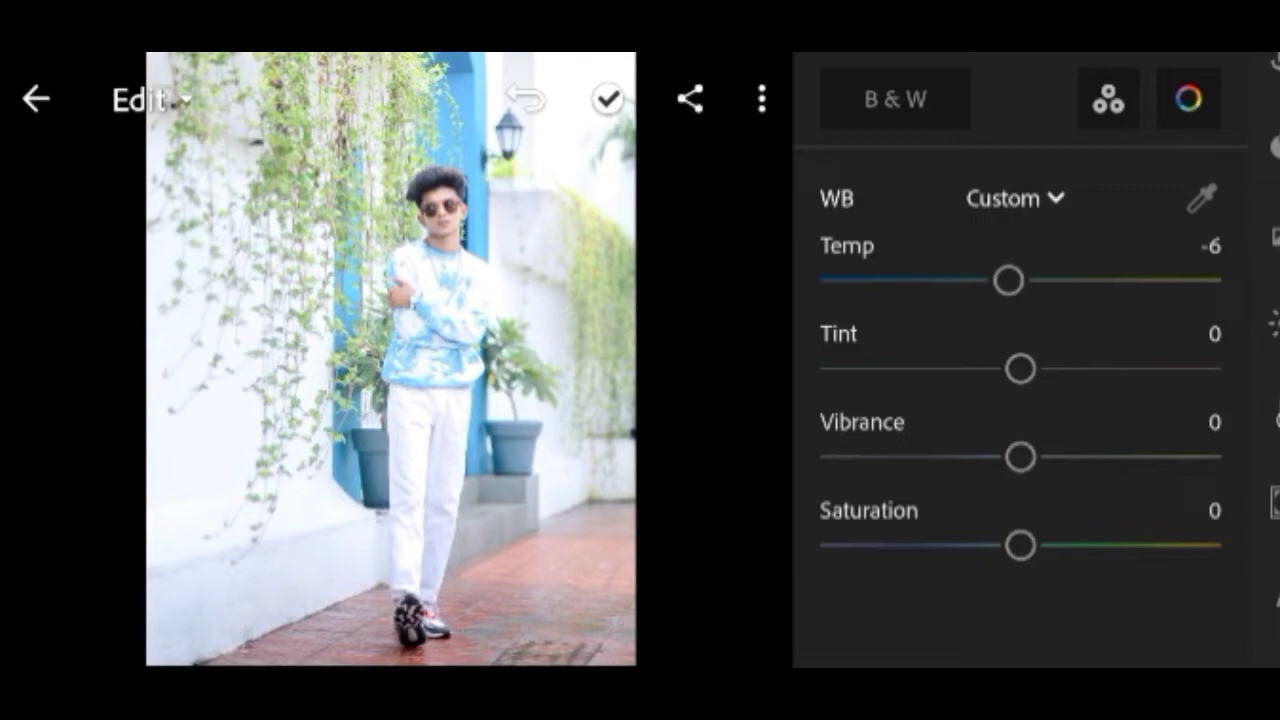 Edit
B & W
WB Custom
Temp -6
Tint 0
Vibrance 0
Saturation 0